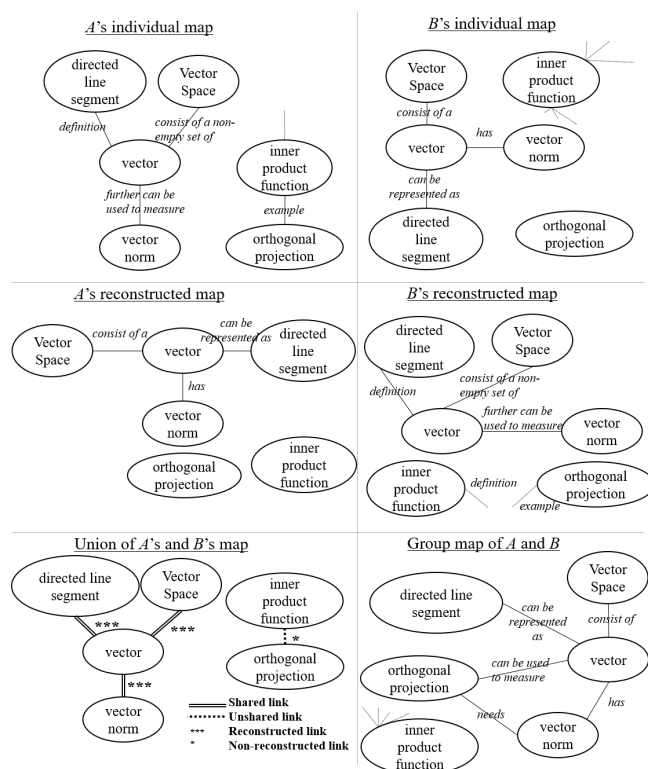 A's individual map
directed
line
segment
Vector
Space
definition
consist of a non-
empty set of
vector
further can be
used to measure
vector
norm
inner
product
function
example
orthogonal
projection
B's individual map
Vector
Space
consist of a
vector
has
vector
norm
inner
product
function
can be
represented as
directed
line
segment
orthogonal
projection
A's reconstructed map
Vector
Space
consist of a
vector
can be
represented as
directed
line
segment
has
vector
norm
orthogonal
projection
inner
product
function
B's reconstructed map
directed
line
segment
Vector
Space
definition
consist of a non-
empty set of
vector
further can be
used to measure
vector
norm
inner
product
function
definition
example
orthogonal
projection
Union of A's and B's map
directed line
segment
Vector
Space
***
***
vector
***
vector
norm
inner
product
function
*
orthogonal
projection
Shared link
Unshared link
*** Reconstructed link
* Non-reconstructed link
Group map of A and B
directed line
segment
Vector
Space
can be
represented
as
consist of
vector
orthogonal
projection
can be used
to measure
has
needs
vector
norm
inner
product
function